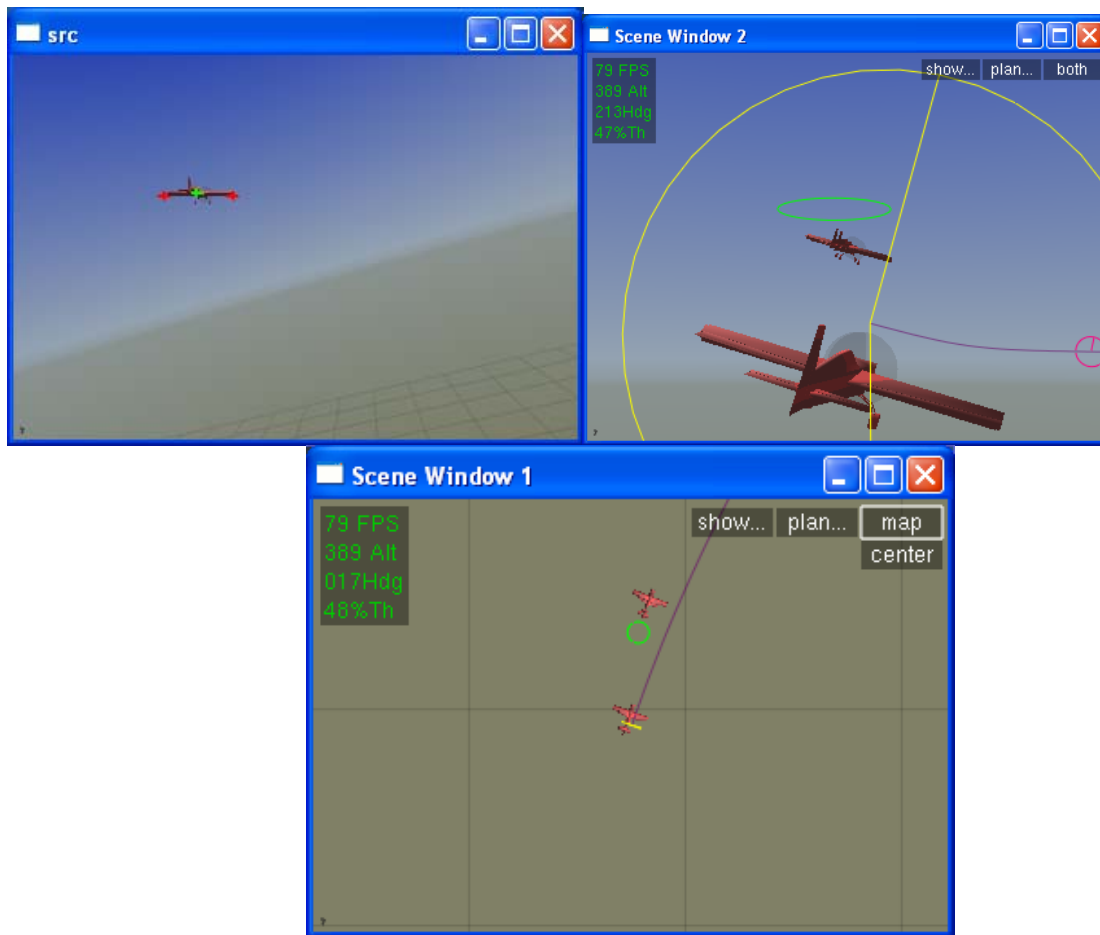 src
Scene Window 2
79 FPS
389 Alt
213Hdg
47%Th
show... plan... both
Scene Window 1
79 FPS
389 Alt
017Hdg
48%Th
show... plan... map
center